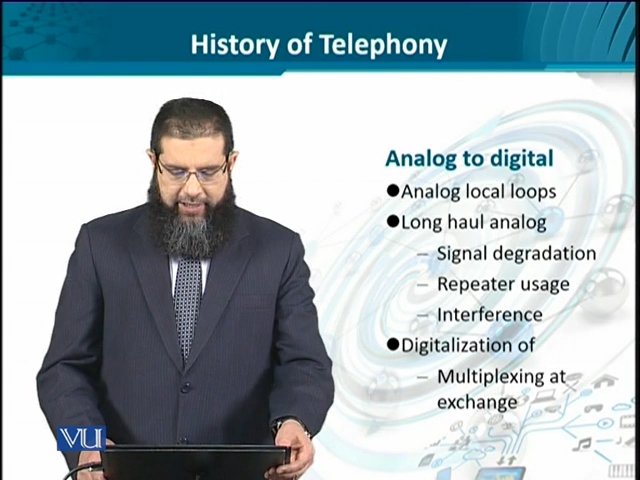 History of Telephony
Analog to digital
●Analog local loops
●Long haul analog
– Signal degradation
– Repeater usage
– Interference
●Digitalization of
– Multiplexing at
exchange
VU